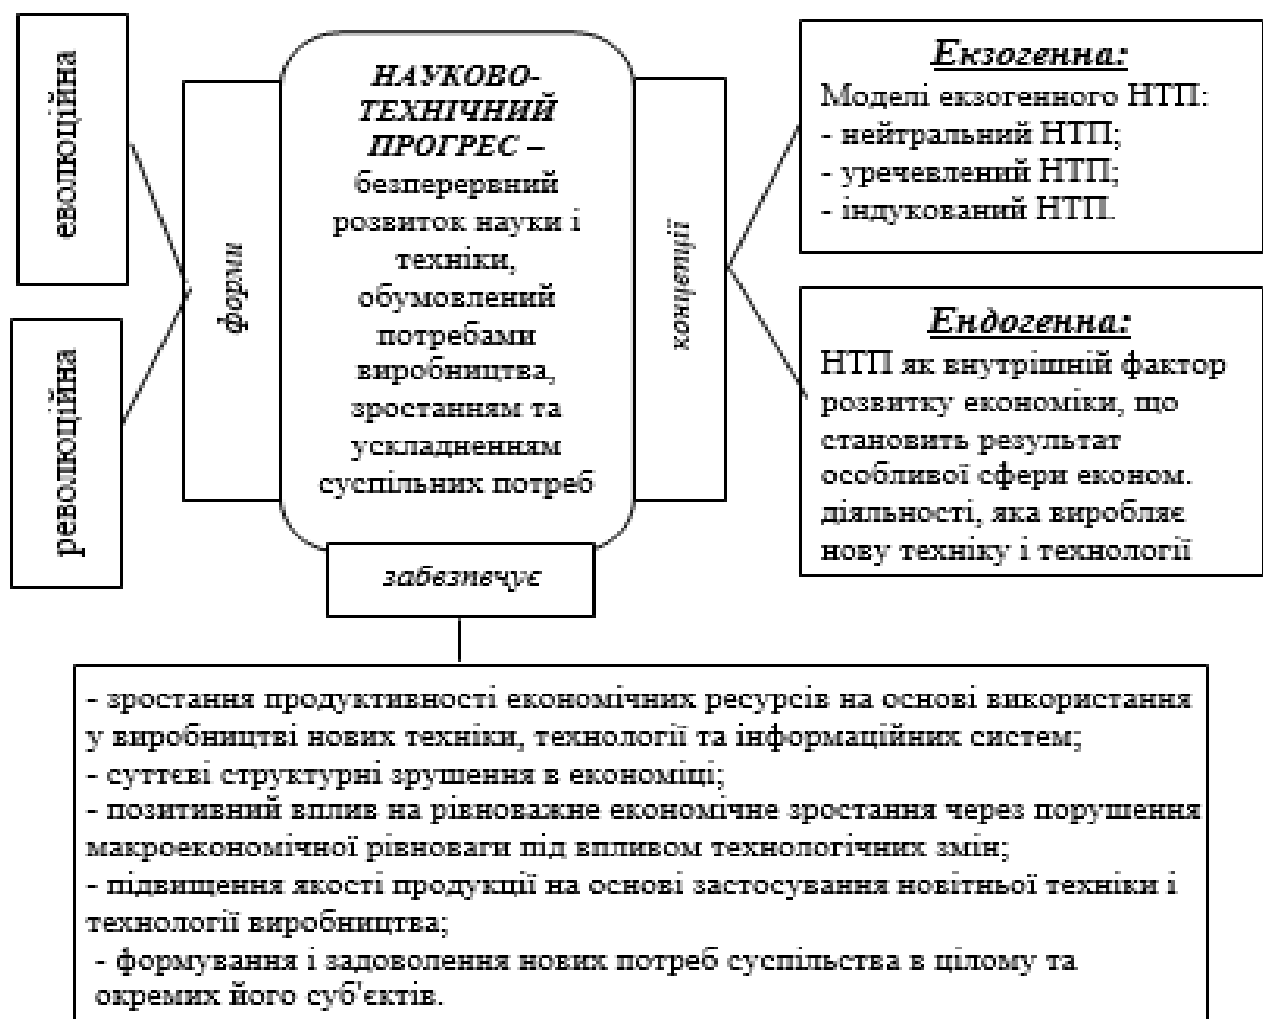 еволюційна
революційна
форми
НАУКОВО-
ТЕХНІЧНИЙ
ПРОГРЕС –
безперервний
розвиток науки і
техніки,
обумовлений
потребами
виробництва,
зростанням та
ускладненням
суспільних потреб
концепції
Екзогенна:
Моделі екзогенного НТП:
- нейтральний НТП;
- уречевлений НТП;
- індукований НТП.
Ендогенна:
НТП як внутрішній фактор
розвитку економіки, що
становить результат
особливої сфери економ.
діяльності, яка виробляє
нову техніку і технології
забезпечує
- зростання продуктивності економічних ресурсів на основі використання
у виробництві нових техніки, технології та інформаційних систем;
- суттєві структурні зрушення в економіці;
- позитивний вплив на рівноважне економічне зростання через порушення
макроекономічної рівноваги під впливом технологічних змін;
- підвищення якості продукції на основі застосування новітньої техніки і
технології виробництва;
- формування і задоволення нових потреб суспільства в цілому та
окремих його суб'єктів.